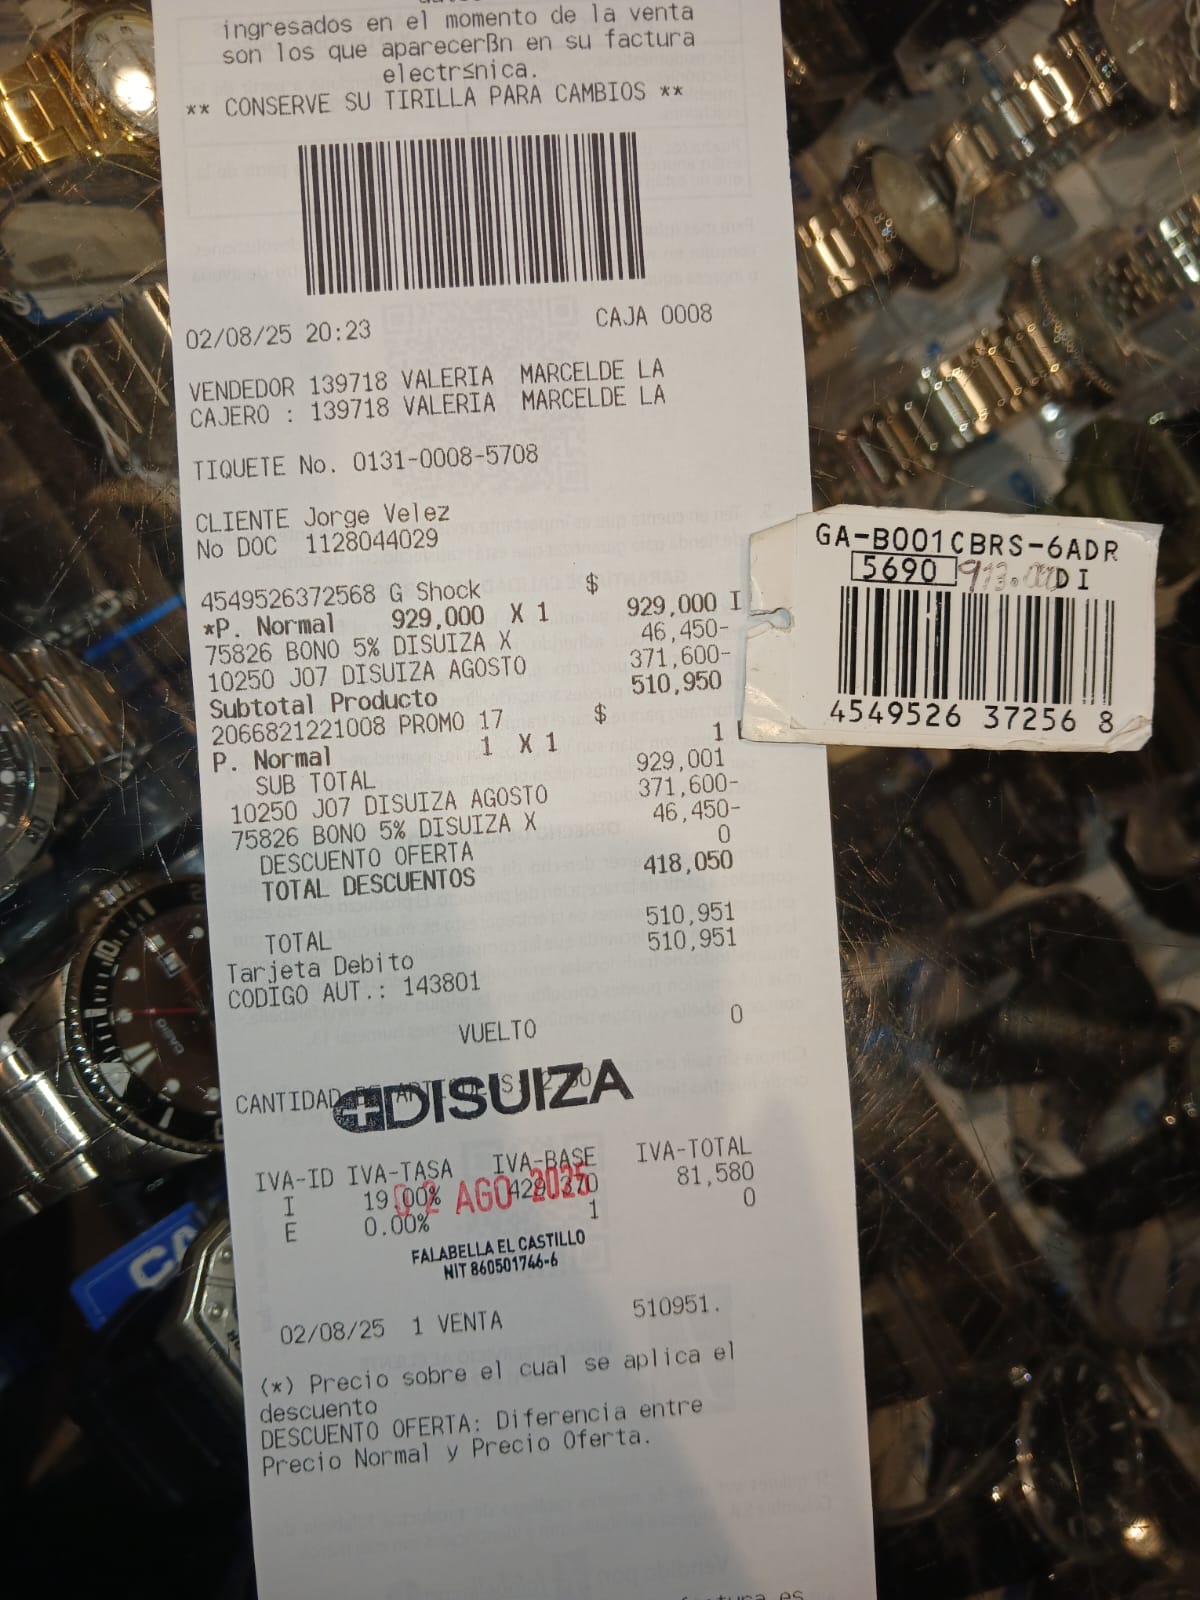 ingresados en el momento de la venta
son los que aparecerßn en su factura
electr≤nica.
** CONSERVE SU TIRILLA PARA CAMBIOS **
02/08/25 20:23 CAJA 0008
VENDEDOR 139718 VALERIA MARCELDE LA
CAJERO : 139718 VALERIA MARCELDE LA
TIQUETE No. 0131-0008-5708
CLIENTE Jorge Velez
No DOC 1128044029
4549526372568 G Shock $
*P. Normal 929,000 X 1 929,000 I
75826 BONO 5% DISUIZA X 46,450-
10250 J07 DISUIZA AGOSTO 371,600-
Subtotal Producto 510,950
2066821221008 PROMO 17 $
P. Normal 1 X 1 1
SUB TOTAL 929,001
10250 J07 DISUIZA AGOSTO 371,600-
75826 BONO 5% DISUIZA X 46,450-
DESCUENTO OFERTA 0
TOTAL DESCUENTOS 418,050
TOTAL 510,951
Tarjeta Debito 510,951
CODIGO AUT.: 143801
VUELTO 0
CANTIDAD
DISUIZA
IVA-ID IVA-TASA IVA-BASE IVA-TOTAL
I 19.00% 429,370 81,580
E 0.00% 1 0
02 AGO 2025
FALABELLA EL CASTILLO
NIT 860501746-6
02/08/25 1 VENTA 510951.
(*) Precio sobre el cual se aplica el
descuento
DESCUENTO OFERTA: Diferencia entre
Precio Normal y Precio Oferta.
GA-B001CBRS-6ADR
5690 DI
4549526 37256 8
CASIO